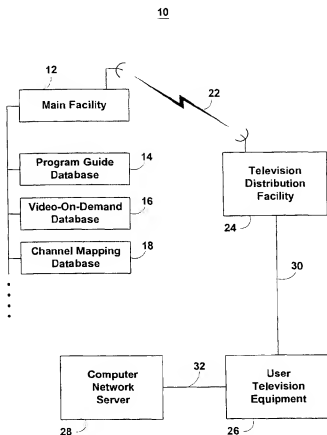 10
12
Main Facility
22
Program Guide
Database
14
Video-On-Demand
Database
16
Channel Mapping
Database
18
Television
Distribution
Facility
24
30
Computer
Network
Server
28
32
User
Television
Equipment
26